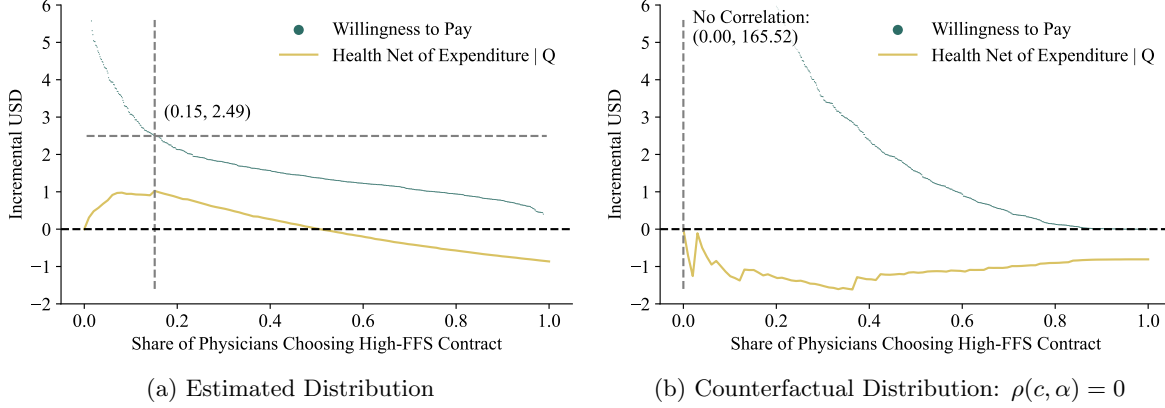 6
5
4
3
2
1
0
−1
−2
Incremental USD
Willingness to Pay
Health Net of Expenditure | Q
(0.15, 2.49)
0.0 0.2 0.4 0.6 0.8 1.0
Share of Physicians Choosing High-FFS Contract
(a) Estimated Distribution
6
5
4
3
2
1
0
−1
−2
Incremental USD
No Correlation:
(0.00, 165.52)
Willingness to Pay
Health Net of Expenditure | Q
0.0 0.2 0.4 0.6 0.8 1.0
Share of Physicians Choosing High-FFS Contract
(b) Counterfactual Distribution: ρ(c, α) = 0